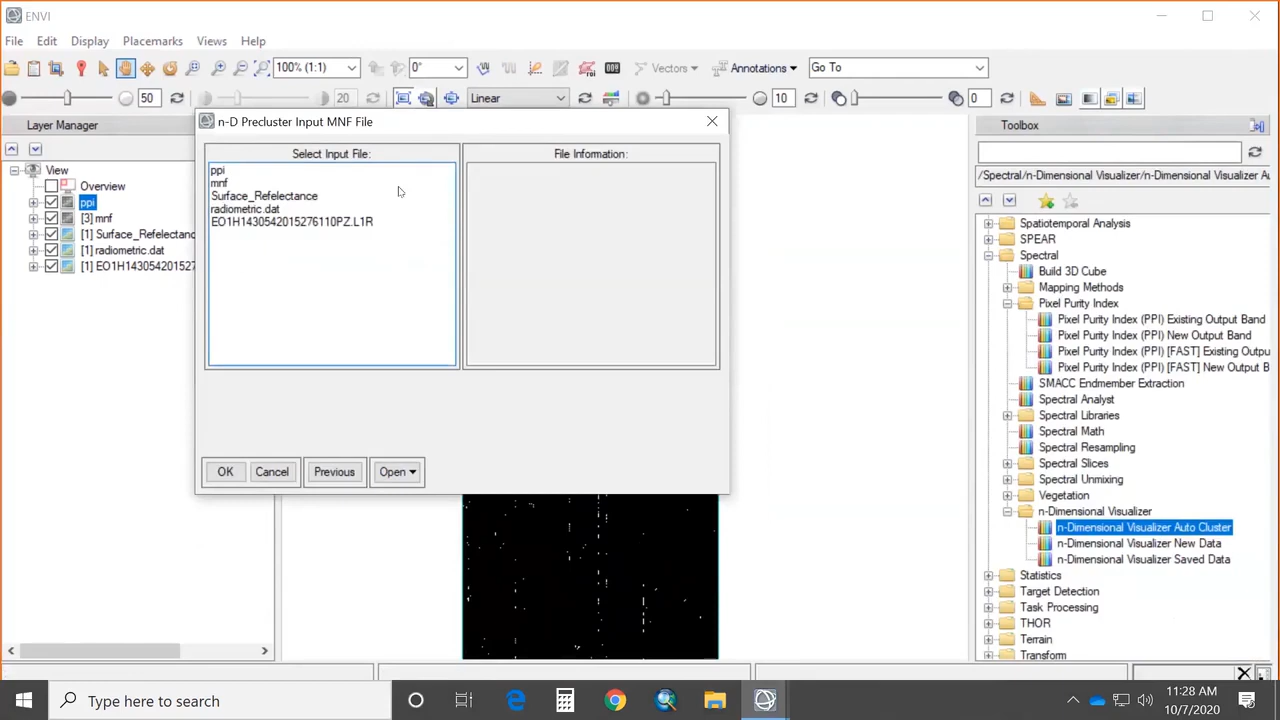 ENVI
File Edit Display Placemarks Views Help
100% (1:1) 0° Vectors Annotations Go To
50 20 Linear 10 0
Layer Manager
View
Overview
ppi
[3] mnf
[1] Surface_Refelectanc
[1] radiometric.dat
[1] EO1H143054201527
n-D Precluster Input MNF File
Select Input File:
ppi
mnf
Surface_Refelectance
radiometric.dat
EO1H1430542015276110PZ.L1R
File Information:
OK Cancel Previous Open
Toolbox
/Spectral/n-Dimensional Visualizer/n-Dimensional Visualizer Au
Spatiotemporal Analysis
SPEAR
Spectral
Build 3D Cube
Mapping Methods
Pixel Purity Index
Pixel Purity Index (PPI) Existing Output Band
Pixel Purity Index (PPI) New Output Band
Pixel Purity Index (PPI) [FAST] Existing Outpu
Pixel Purity Index (PPI) [FAST] New Output B
SMACC Endmember Extraction
Spectral Analyst
Spectral Libraries
Spectral Math
Spectral Resampling
Spectral Slices
Spectral Unmixing
Vegetation
n-Dimensional Visualizer
n-Dimensional Visualizer Auto Cluster
n-Dimensional Visualizer New Data
n-Dimensional Visualizer Saved Data
Statistics
Target Detection
Task Processing
THOR
Terrain
Transform
Type here to search
11:28 AM
10/7/2020